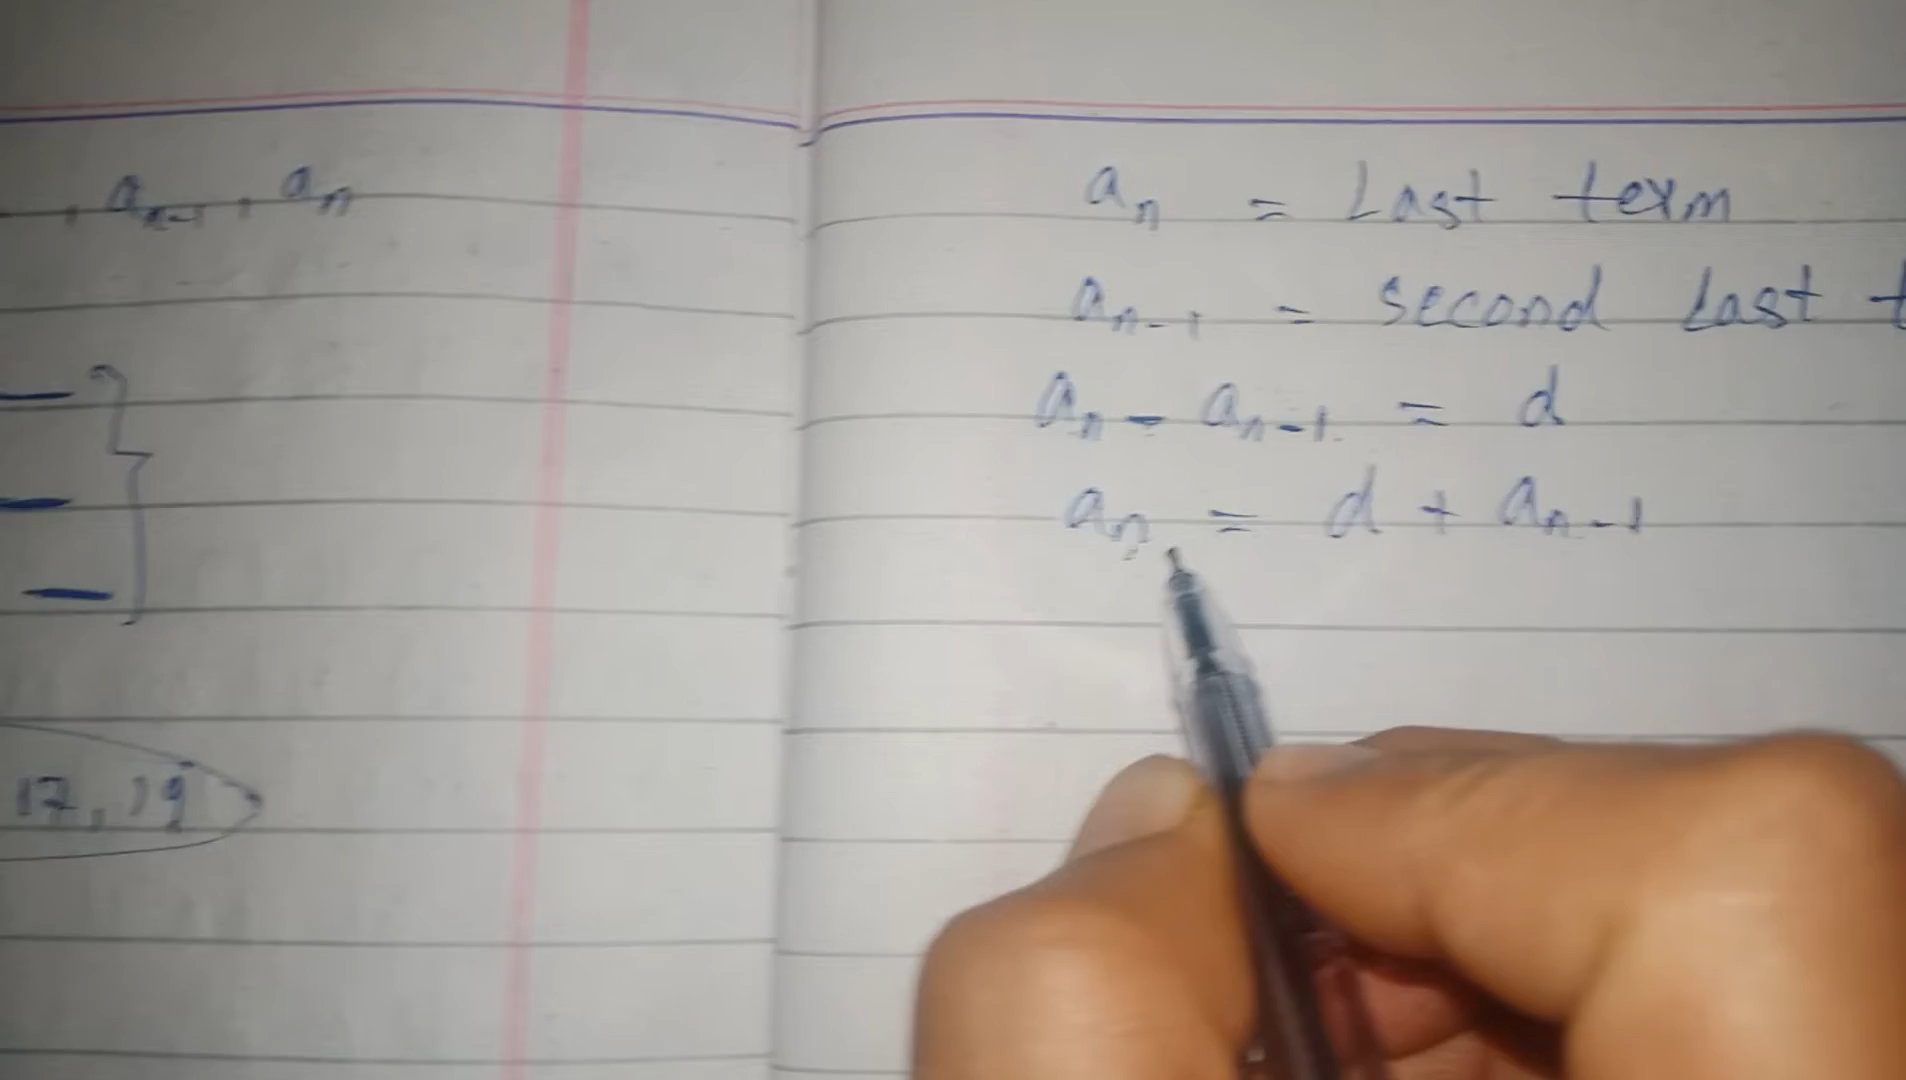 , aₙ₋₁, aₙ
17, 19
aₙ = Last term
aₙ₋₁ = second last t
aₙ - aₙ₋₁ = d
aₙ = d + aₙ₋₁